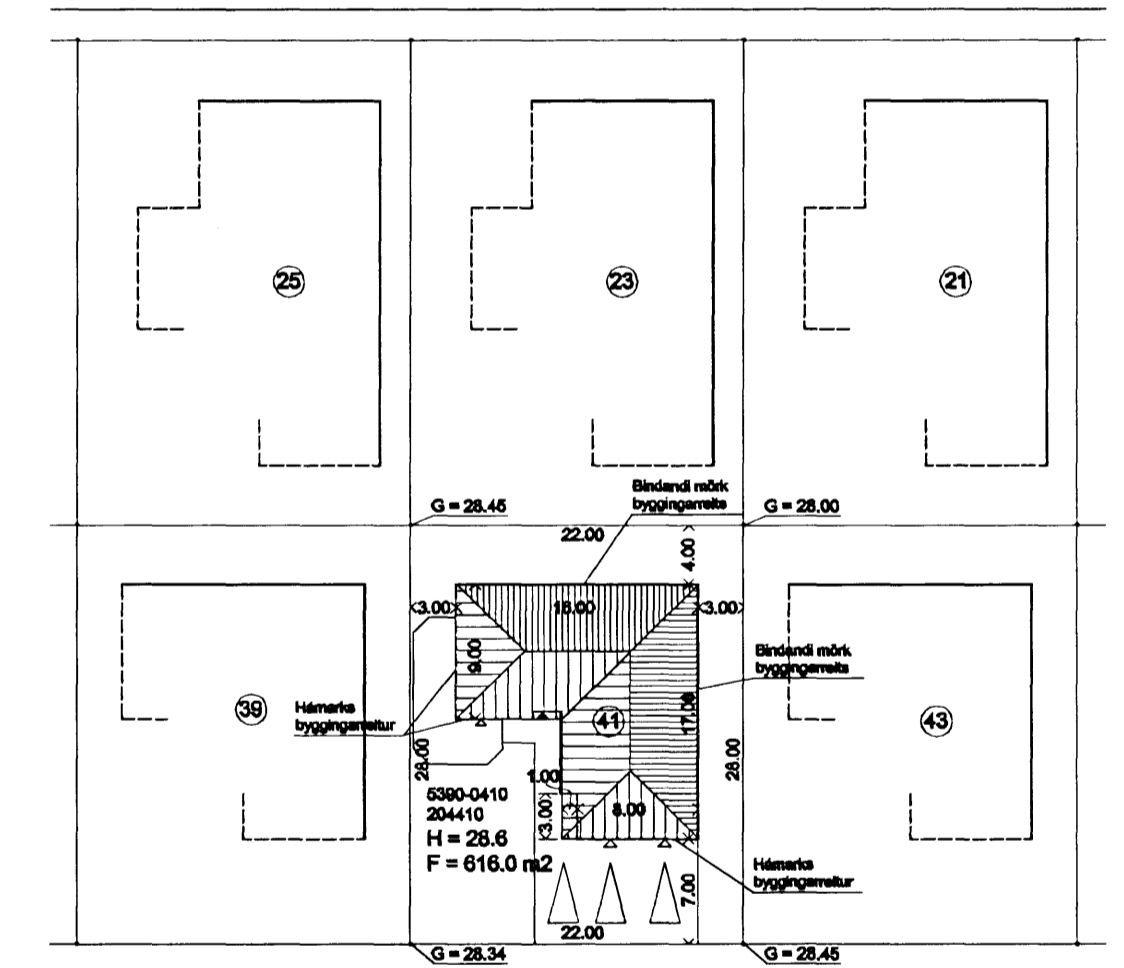 25
23
21
Bindandi mörk
byggingarreits
G = 28.45
G = 28.00
22.00
4.00
3.00
16.00
3.00
9.00
Bindandi mörk
byggingarreits
39
Hámarks
byggingarreitur
41
17.00
43
28.00
28.00
1.00
5390-0410
204410
3.00
8.00
H = 28.6
F = 616.0 m2
Hámarks
byggingarreitur
7.00
22.00
G = 28.34
G = 28.45